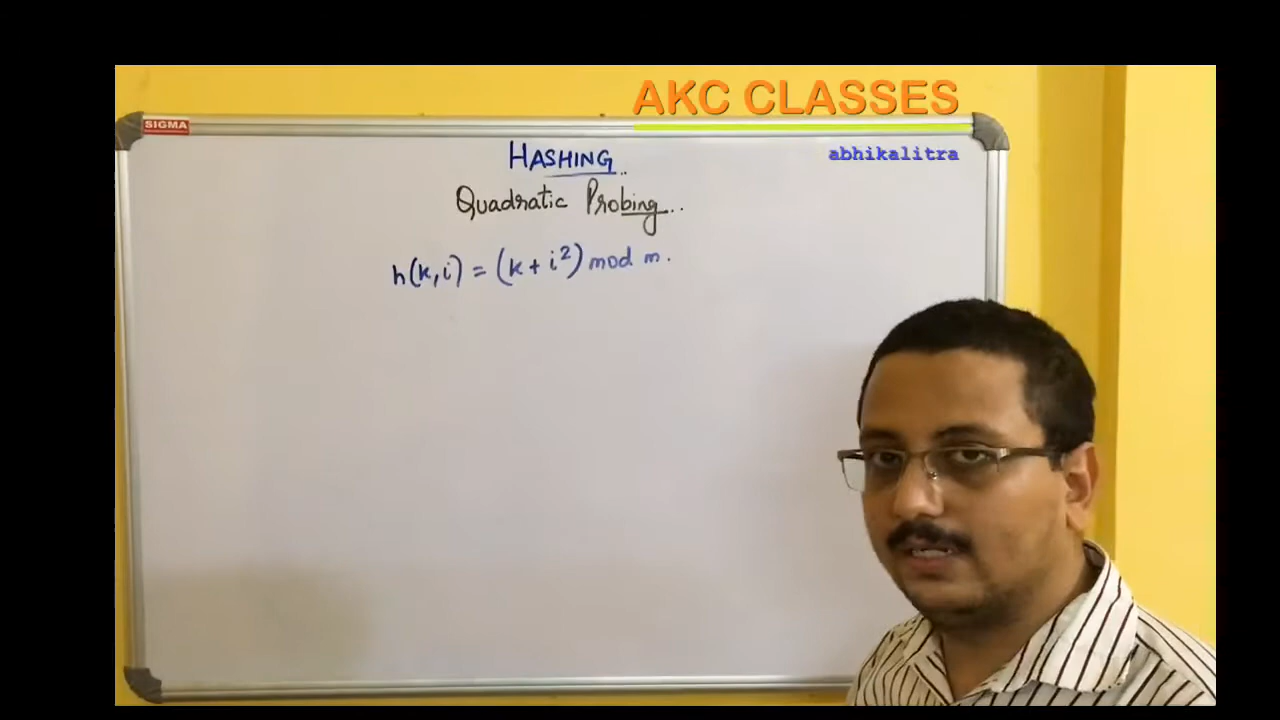 AKC CLASSES
SIGMA
abhikalitra
HASHING..
Quadratic Probing..
h(k,i) = (k + i²) mod m.